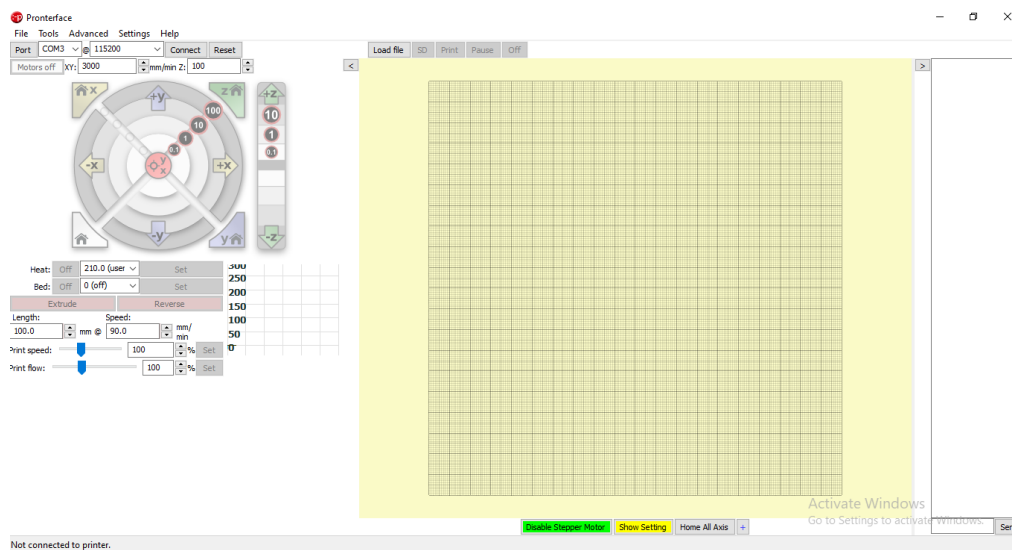 Pronterface
File Tools Advanced Settings Help
Port COM3 @ 115200 Connect Reset
Load file SD Print Pause Off
Motors off XY: 3000 mm/min Z: 100
< >
x +y z +z
100 10
10 1
1 0.1
0.1
-x y x +x
-y y -z
Heat: Off 210.0 (user Set
Bed: Off 0 (off) Set
Extrude Reverse
Length: Speed:
100.0 mm @ 90.0 mm/
min
Print speed: 100 % Set
Print flow: 100 % Set
300
250
200
150
100
50
0
Activate Windows
Go to Settings to activate Windows.
Disable Stepper Motor Show Setting Home All Axis +
Sen
Not connected to printer.